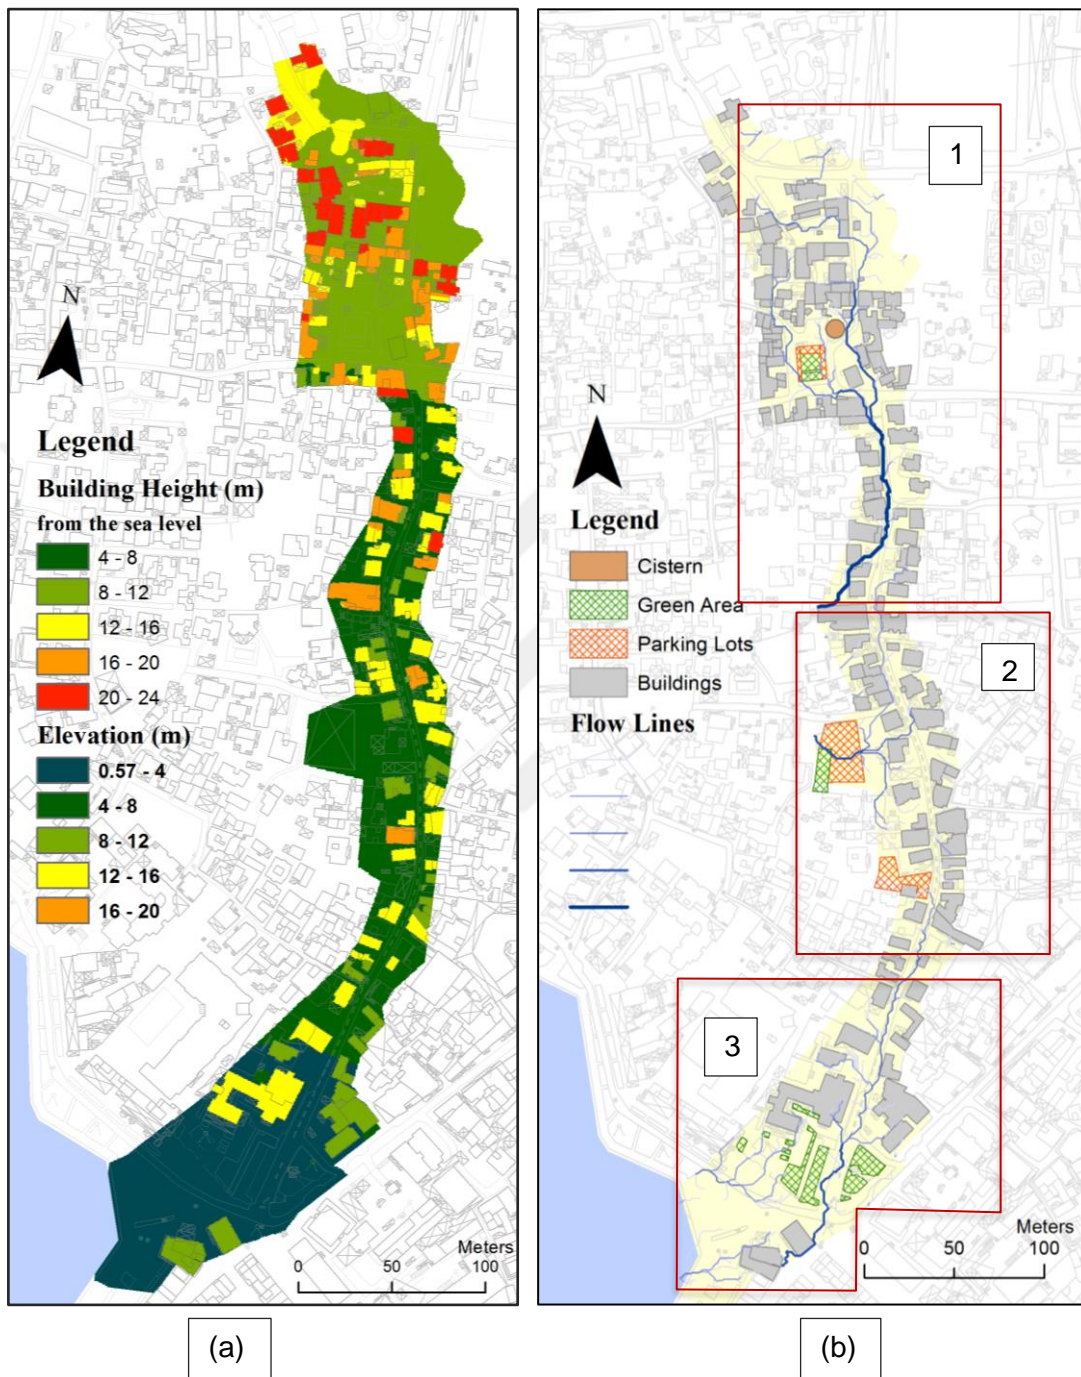 N
Legend
Building Height (m)
from the sea level
4 - 8
8 - 12
12 - 16
16 - 20
20 - 24
Elevation (m)
0.57 - 4
4 - 8
8 - 12
12 - 16
16 - 20
Meters
0 50 100
(a)
1
N
Legend
Cistern
Green Area
Parking Lots
Buildings
Flow Lines
2
3
Meters
0 50 100
(b)